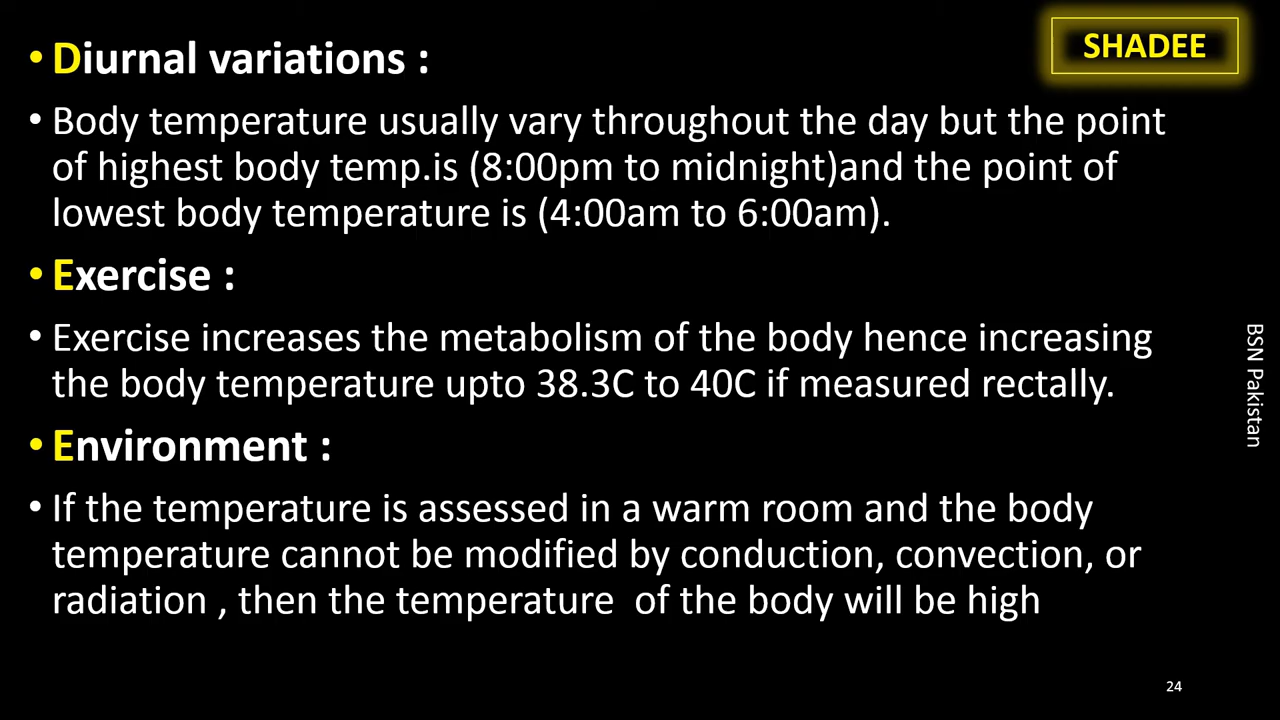 SHADEE
• Diurnal variations :
• Body temperature usually vary throughout the day but the point
of highest body temp.is (8:00pm to midnight)and the point of
lowest body temperature is (4:00am to 6:00am).
• Exercise :
• Exercise increases the metabolism of the body hence increasing
the body temperature upto 38.3C to 40C if measured rectally.
• Environment :
• If the temperature is assessed in a warm room and the body
temperature cannot be modified by conduction, convection, or
radiation , then the temperature  of the body will be high
BSN Pakistan
24